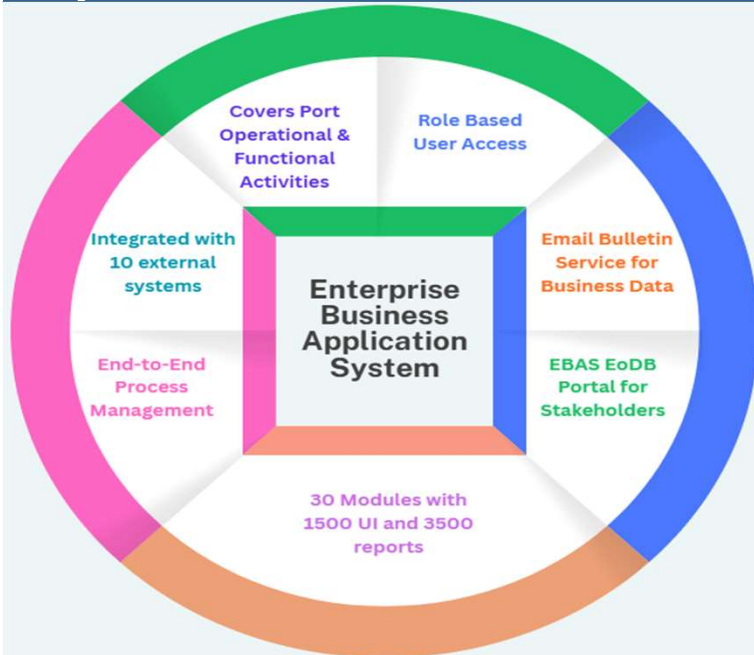 Covers Port
Operational &
Functional
Activities
Role Based
User Access
Integrated with
10 external
systems
Email Bulletin
Service for
Business Data
Enterprise
Business
Application
System
End-to-End
Process
Management
EBAS EoDB
Portal for
Stakeholders
30 Modules with
1500 UI and 3500
reports